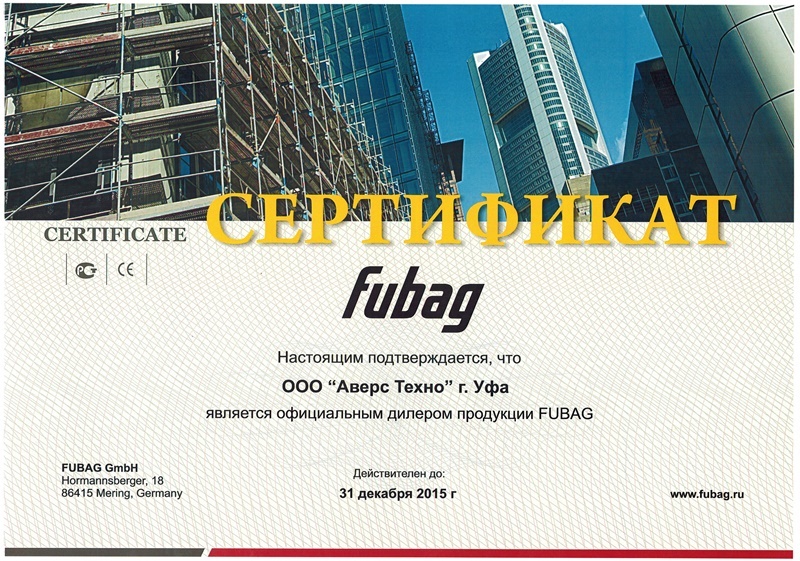 CERTIFICATE
СЕРТИФИКАТ
РС
CE
fubag
Настоящим подтверждается, что
ООО “Аверс Техно” г. Уфа
является официальным дилером продукции FUBAG
FUBAG GmbH
Hormannsberger, 18
86415 Mering, Germany
Действителен до:
31 декабря 2015 г
www.fubag.ru